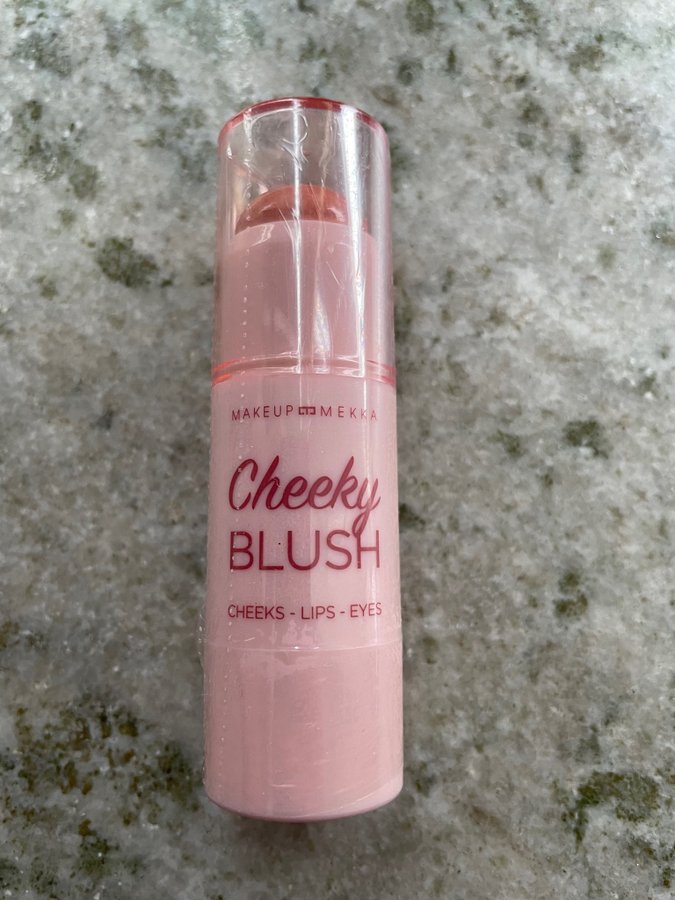 MAKEUP MEKKA
Cheeky
BLUSH
CHEEKS - LIPS - EYES